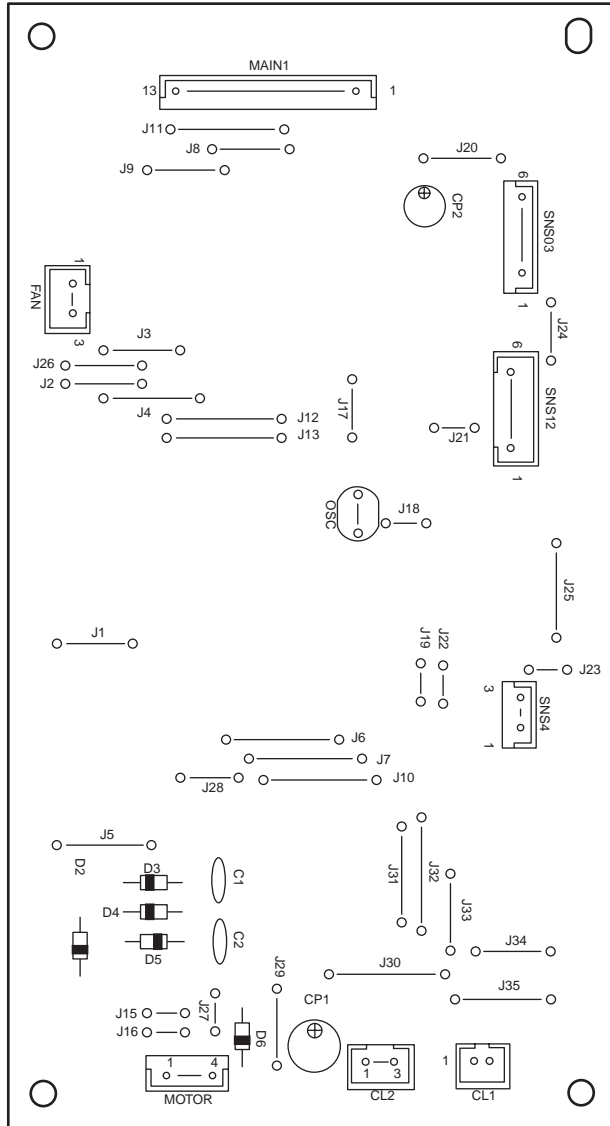 MAIN1
13 1
J11
J8
J9
J20
CP2
6
SNS03
1
1
FAN
3
J24
J3
J26
J2
J4
J12
J13
J17
6
SNS12
1
J21
OSC
J18
J25
J1
J19
J22
J23
3
SNS4
1
J6
J7
J28
J10
J5
D2
D3
C1
D4
D5
C2
J31
J32
J33
J34
J30
J29
J35
CP1
J15
J27
J16
D6
1 4
MOTOR
1 3
CL2
1
CL1